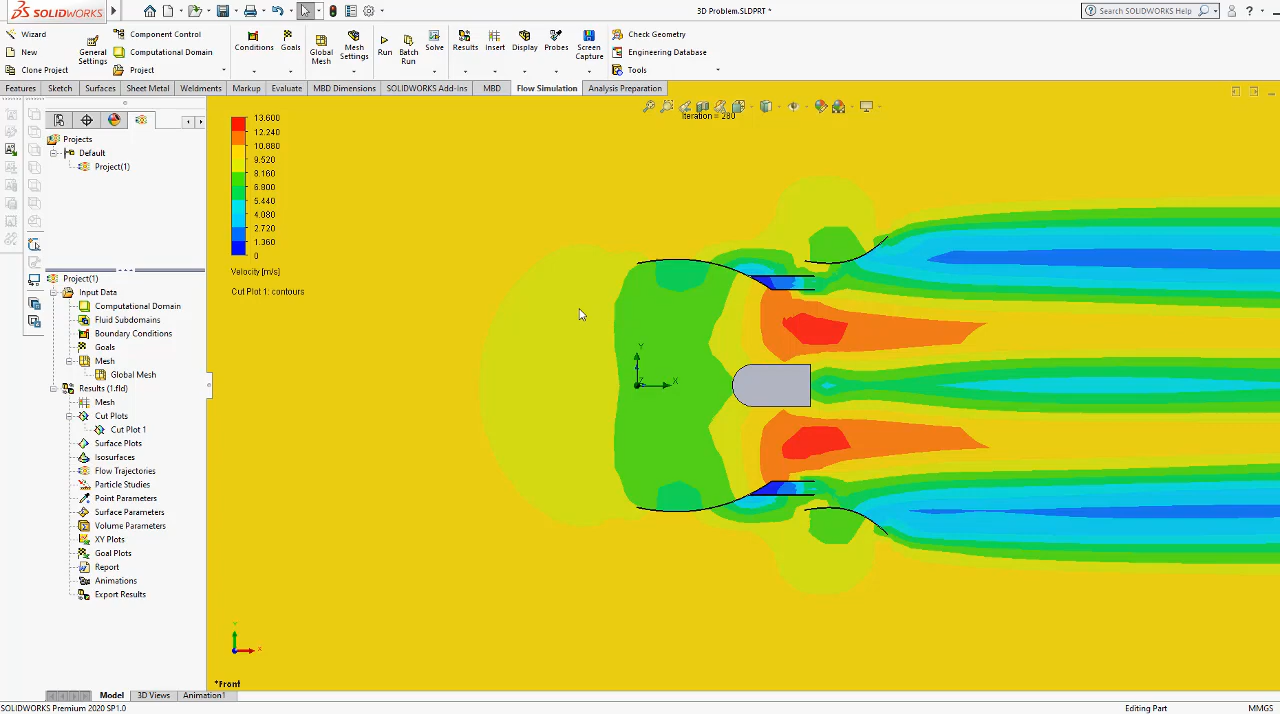 SOLIDWORKS
3D Problem.SLDPRT *
Search SOLIDWORKS Help
Wizard
New
Clone Project
General Settings
Component Control
Computational Domain
Project
Conditions
Goals
Global Mesh
Mesh Settings
Run
Batch Run
Solve
Results
Insert
Display
Probes
Screen Capture
Check Geometry
Engineering Database
Tools
Features
Sketch
Surfaces
Sheet Metal
Weldments
Markup
Evaluate
MBD Dimensions
SOLIDWORKS Add-Ins
MBD
Flow Simulation
Analysis Preparation
Iteration = 280
Projects
Default
Project(1)
Project(1)
Input Data
Computational Domain
Fluid Subdomains
Boundary Conditions
Goals
Mesh
Global Mesh
Results (1.fld)
Mesh
Cut Plots
Cut Plot 1
Surface Plots
Isosurfaces
Flow Trajectories
Particle Studies
Point Parameters
Surface Parameters
Volume Parameters
XY Plots
Goal Plots
Report
Animations
Export Results
13.600
12.240
10.880
9.520
8.160
6.800
5.440
4.080
2.720
1.360
0
Velocity [m/s]
Cut Plot 1: contours
Y
X
Y
X
*Front
Model
3D Views
Animation1
SOLIDWORKS Premium 2020 SP1.0
Editing Part
MMGS